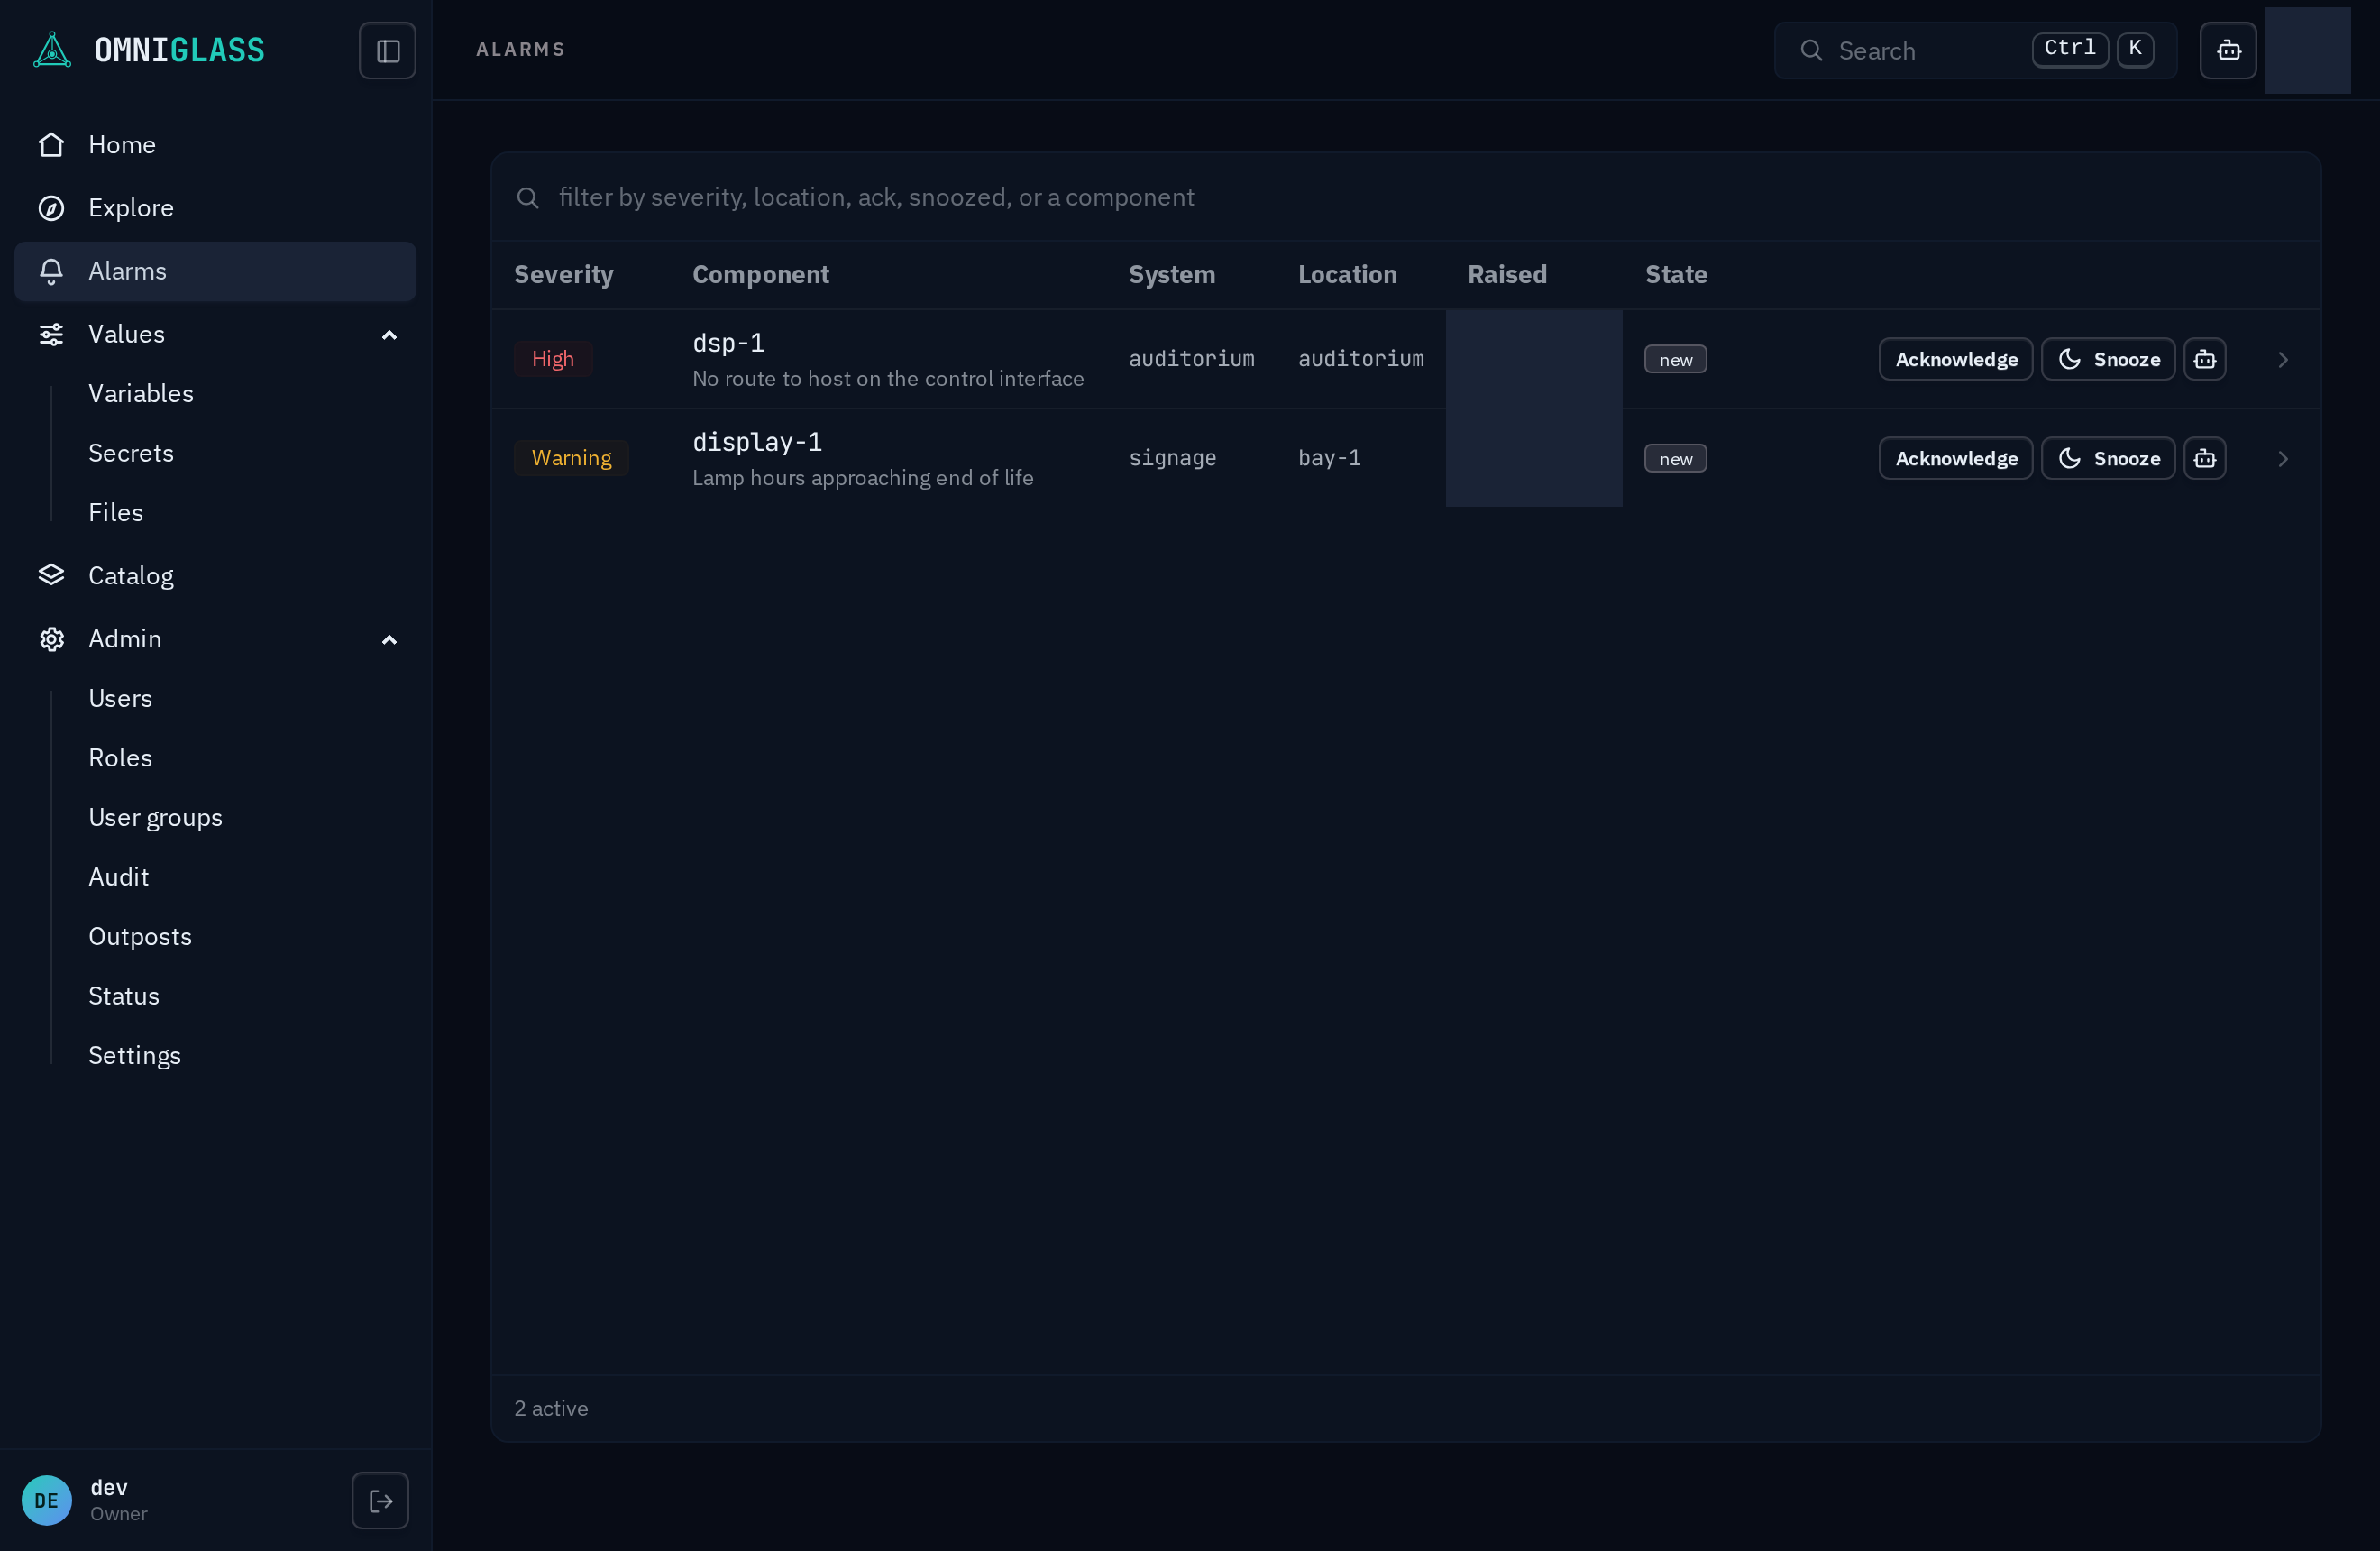 OMNIGLASS
ALARMS
Search Ctrl K
Home
Explore
Alarms
Values
Variables
Secrets
Files
Catalog
Admin
Users
Roles
User groups
Audit
Outposts
Status
Settings
DE dev
Owner
filter by severity, location, ack, snoozed, or a component
Severity Component System Location Raised State
High dsp-1 auditorium auditorium new Acknowledge Snooze
No route to host on the control interface
Warning display-1 signage bay-1 new Acknowledge Snooze
Lamp hours approaching end of life
2 active